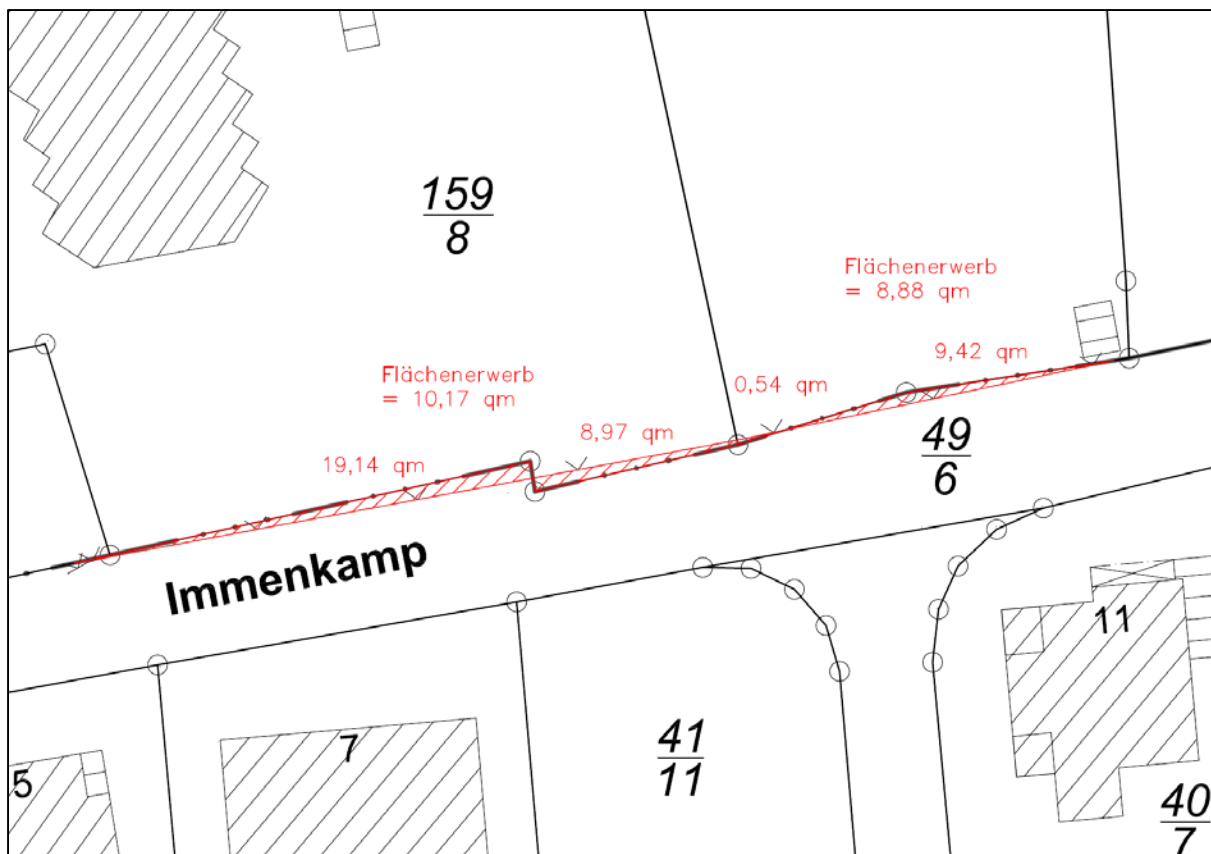 159
8
Flächenerwerb
= 8,88 qm
9,42 qm
Flächenerwerb
= 10,17 qm
0,54 qm
8,97 qm
19,14 qm
49
6
Immenkamp
11
7
41
11
5
40
7